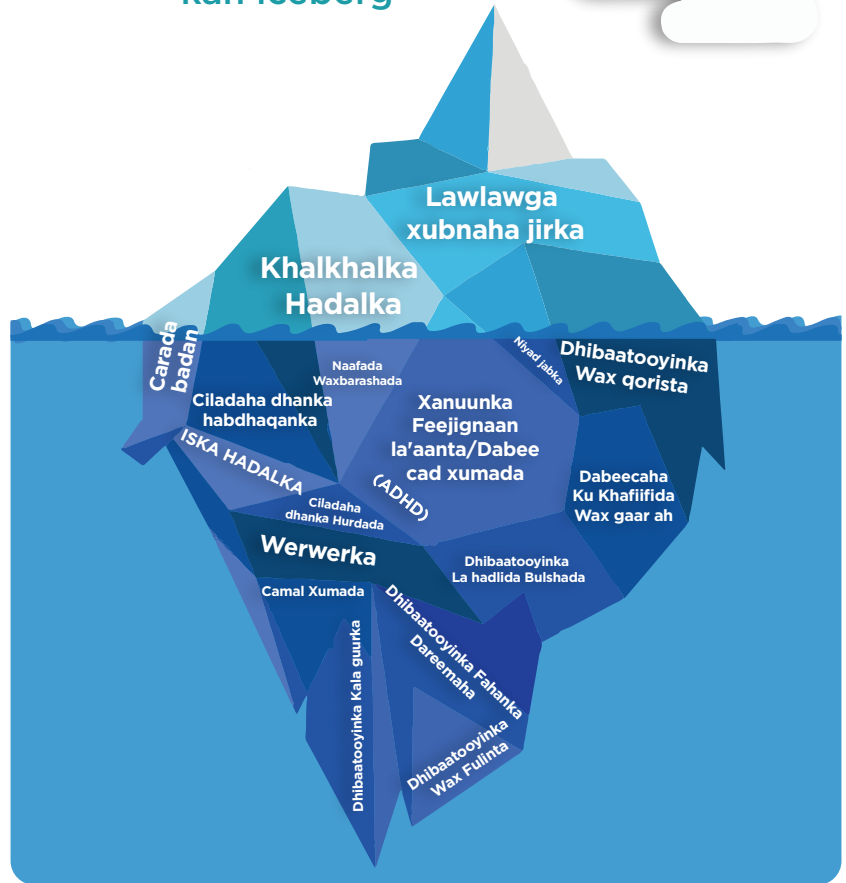 kan iceberg
Lawlawga
xubnaha jirka
Khalkhalka
Hadalka
Carada
badan
Naafada
Waxbarashada
Niyad jabka
Dhibaatooyinka
Wax qorista
Ciladaha dhanka
habdhaqanka
Xanuunka
Feejignaan
la'aanta/Dabee
cad xumada
(ADHD)
ISKA HADALKA
Ciladaha
dhanka Hurdada
Dabeecaha
Ku Khafiifida
Wax gaar ah
Werwerka
Dhibaatooyinka
La hadlida Bulshada
Camal Xumada
Dhibaatooyinka Kala guurka
Dhibaatooyinka Fahanka
Dareemaha
Dhibaatooyinka
Wax Fulinta